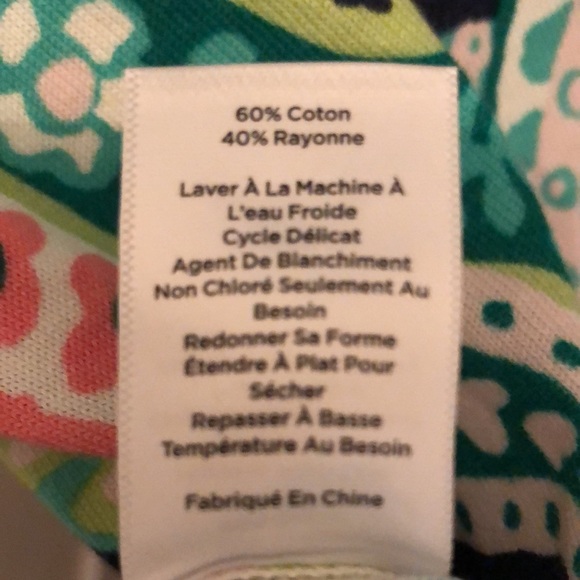 60% Coton
40% Rayonne
Laver À La Machine À
L'eau Froide
Cycle Délicat
Agent De Blanchiment
Non Chloré Seulement Au
Besoin
Redonner Sa Forme
Étendre À Plat Pour
Sécher
Repasser À Basse
Température Au Besoin
Fabriqué En Chine